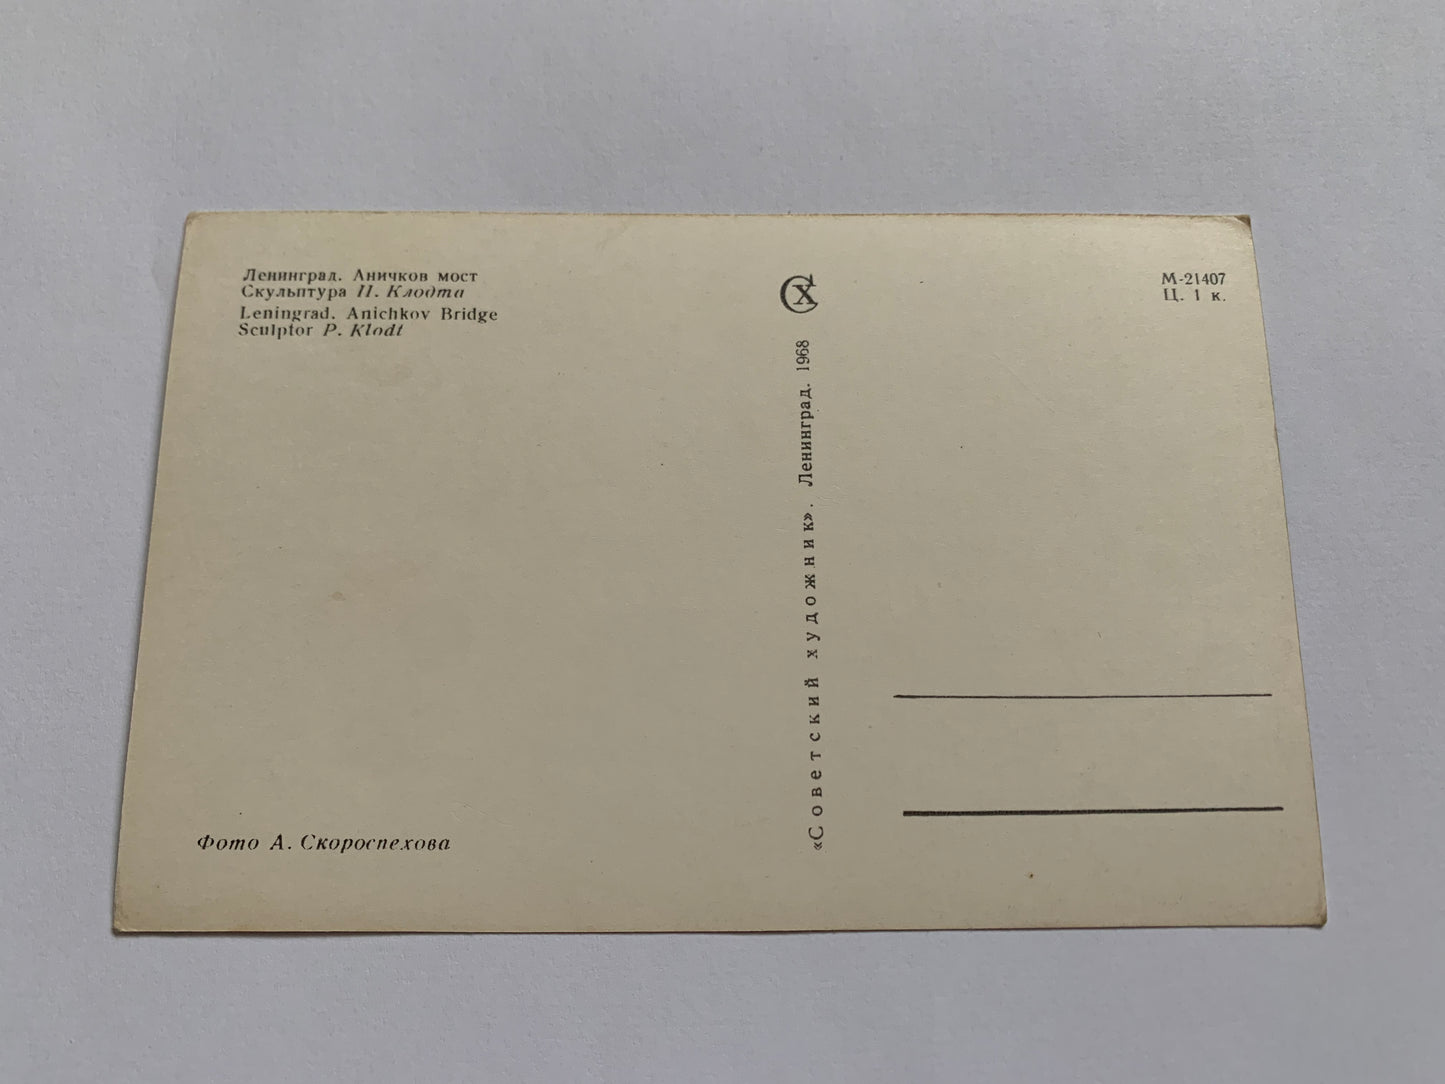 Ленинград. Аничков мост
Скульптура П. Клодта
Leningrad. Anichkov Bridge
Sculptor P. Klodt
Фото А. Скороспехова
СХ
«Советский художник». Ленинград. 1968
М-21407
Ц. 1 к.